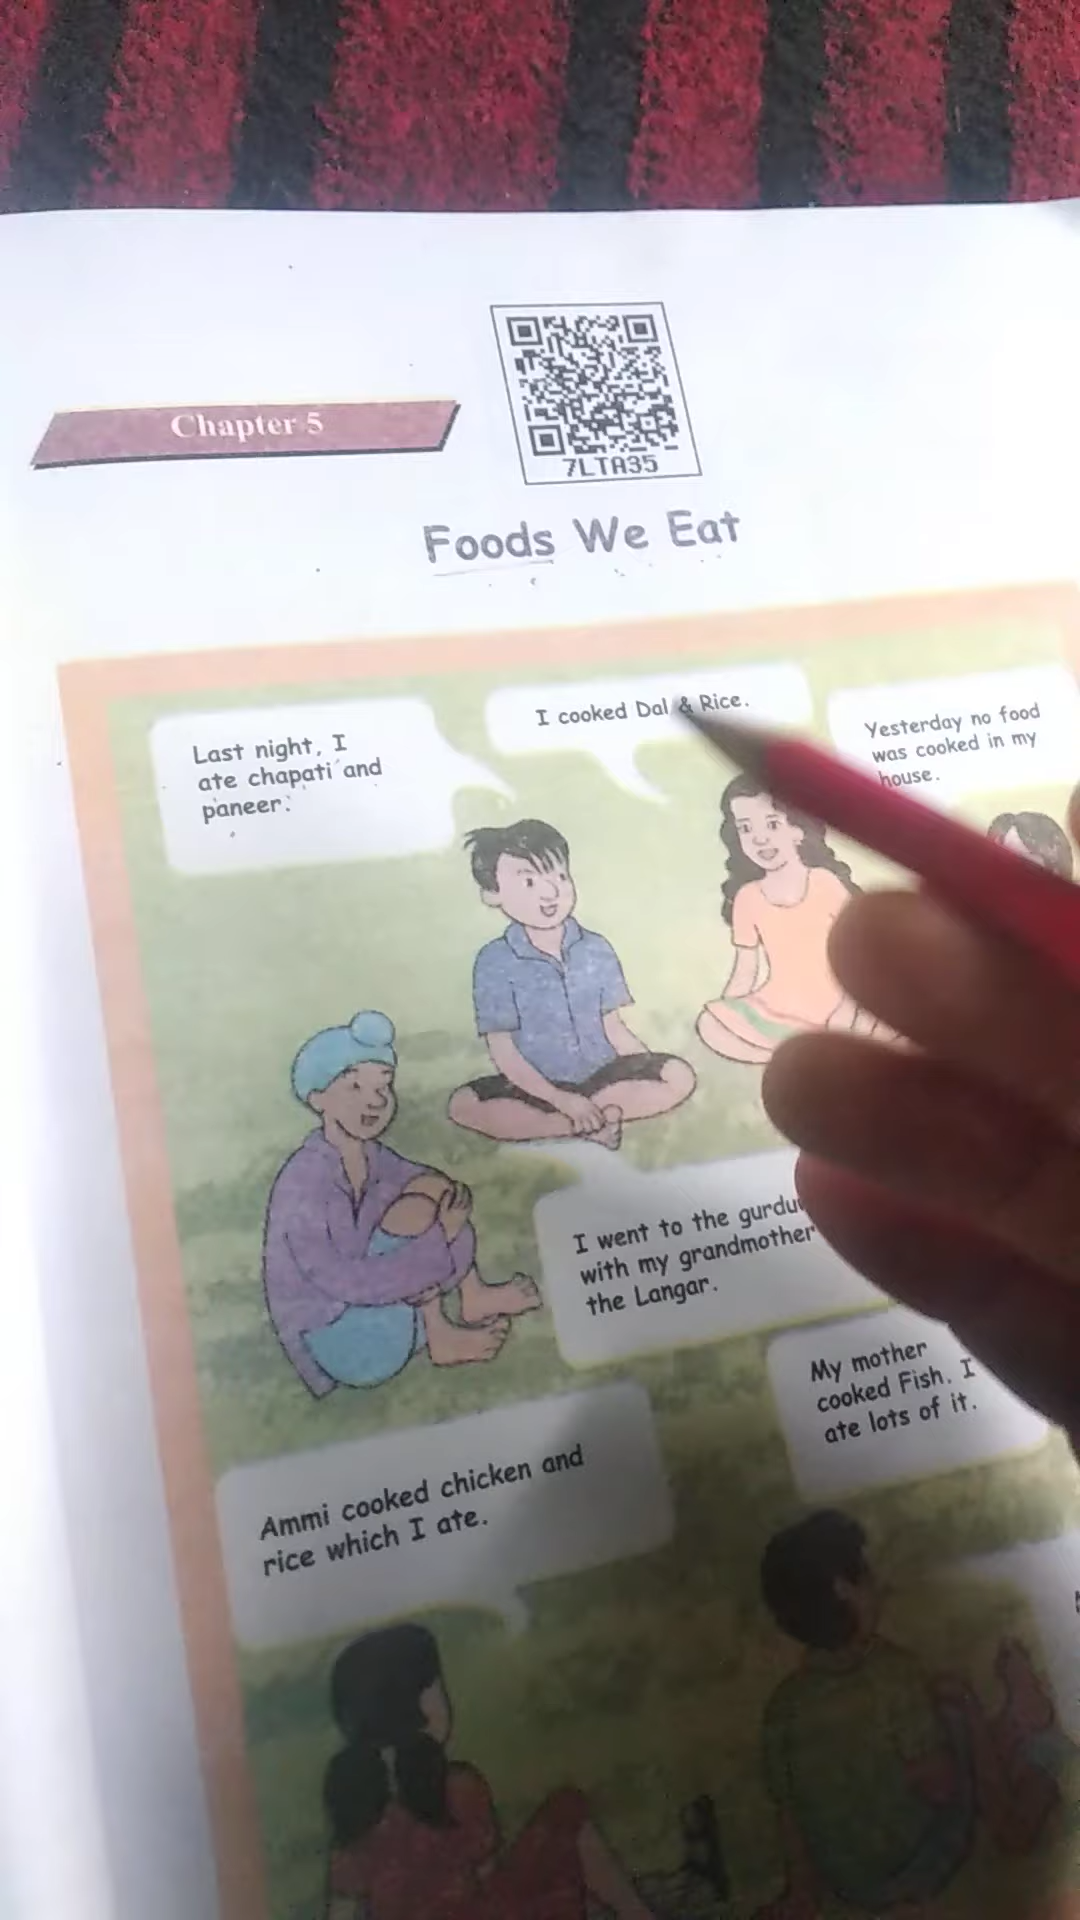 Chapter 5
7LTA35
Foods We Eat
Last night, I
ate chapati and
paneer.
I cooked Dal & Rice.
Yesterday no food
was cooked in my
house.
I went to the
with my grandmother
the Langar.
My mother
cooked Fish. I
ate lots of it.
Ammi cooked chicken and
rice which I ate.